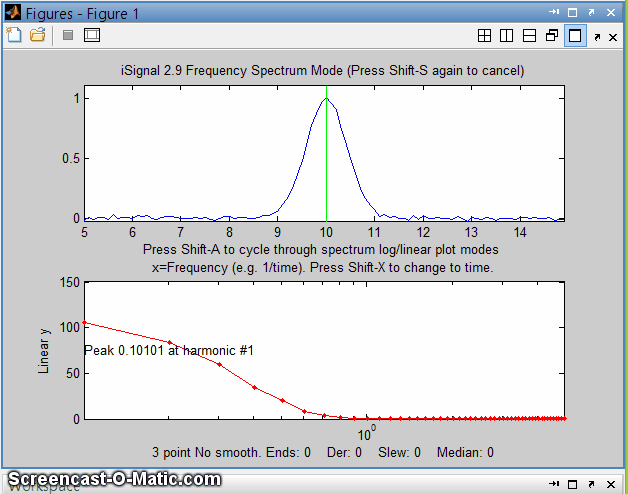 Figures - Figure 1
iSignal 2.9 Frequency Spectrum Mode (Press Shift-S again to cancel)
1
0.5
0
5 6 7 8 9 10 11 12 13 14
Press Shift-A to cycle through spectrum log/linear plot modes
x=Frequency (e.g. 1/time). Press Shift-X to change to time.
150
100
50
0
Linear y
Peak 0.10101 at harmonic #1
10^0
3 point No smooth. Ends: 0 Der: 0 Slew: 0 Median: 0
Screencast-O-Matic.com
Workspace